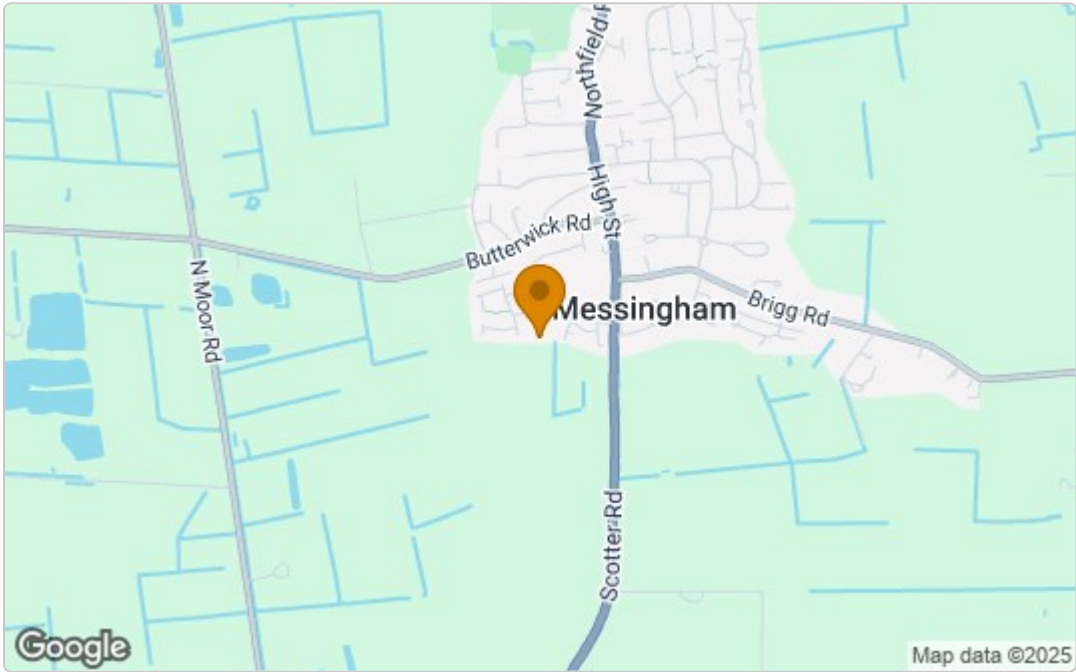 Northfield R
High St
Butterwick Rd
N Moor Rd
Messingham
Brigg Rd
Scotter Rd
Google
Map data ©2025